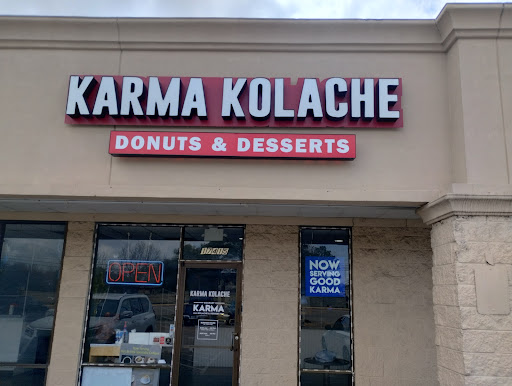 KARMA KOLACHE
DONUTS & DESSERTS
OPEN
KARMA KOLACHE
KARMA
NOW
SERVING
GOOD
KARMA.